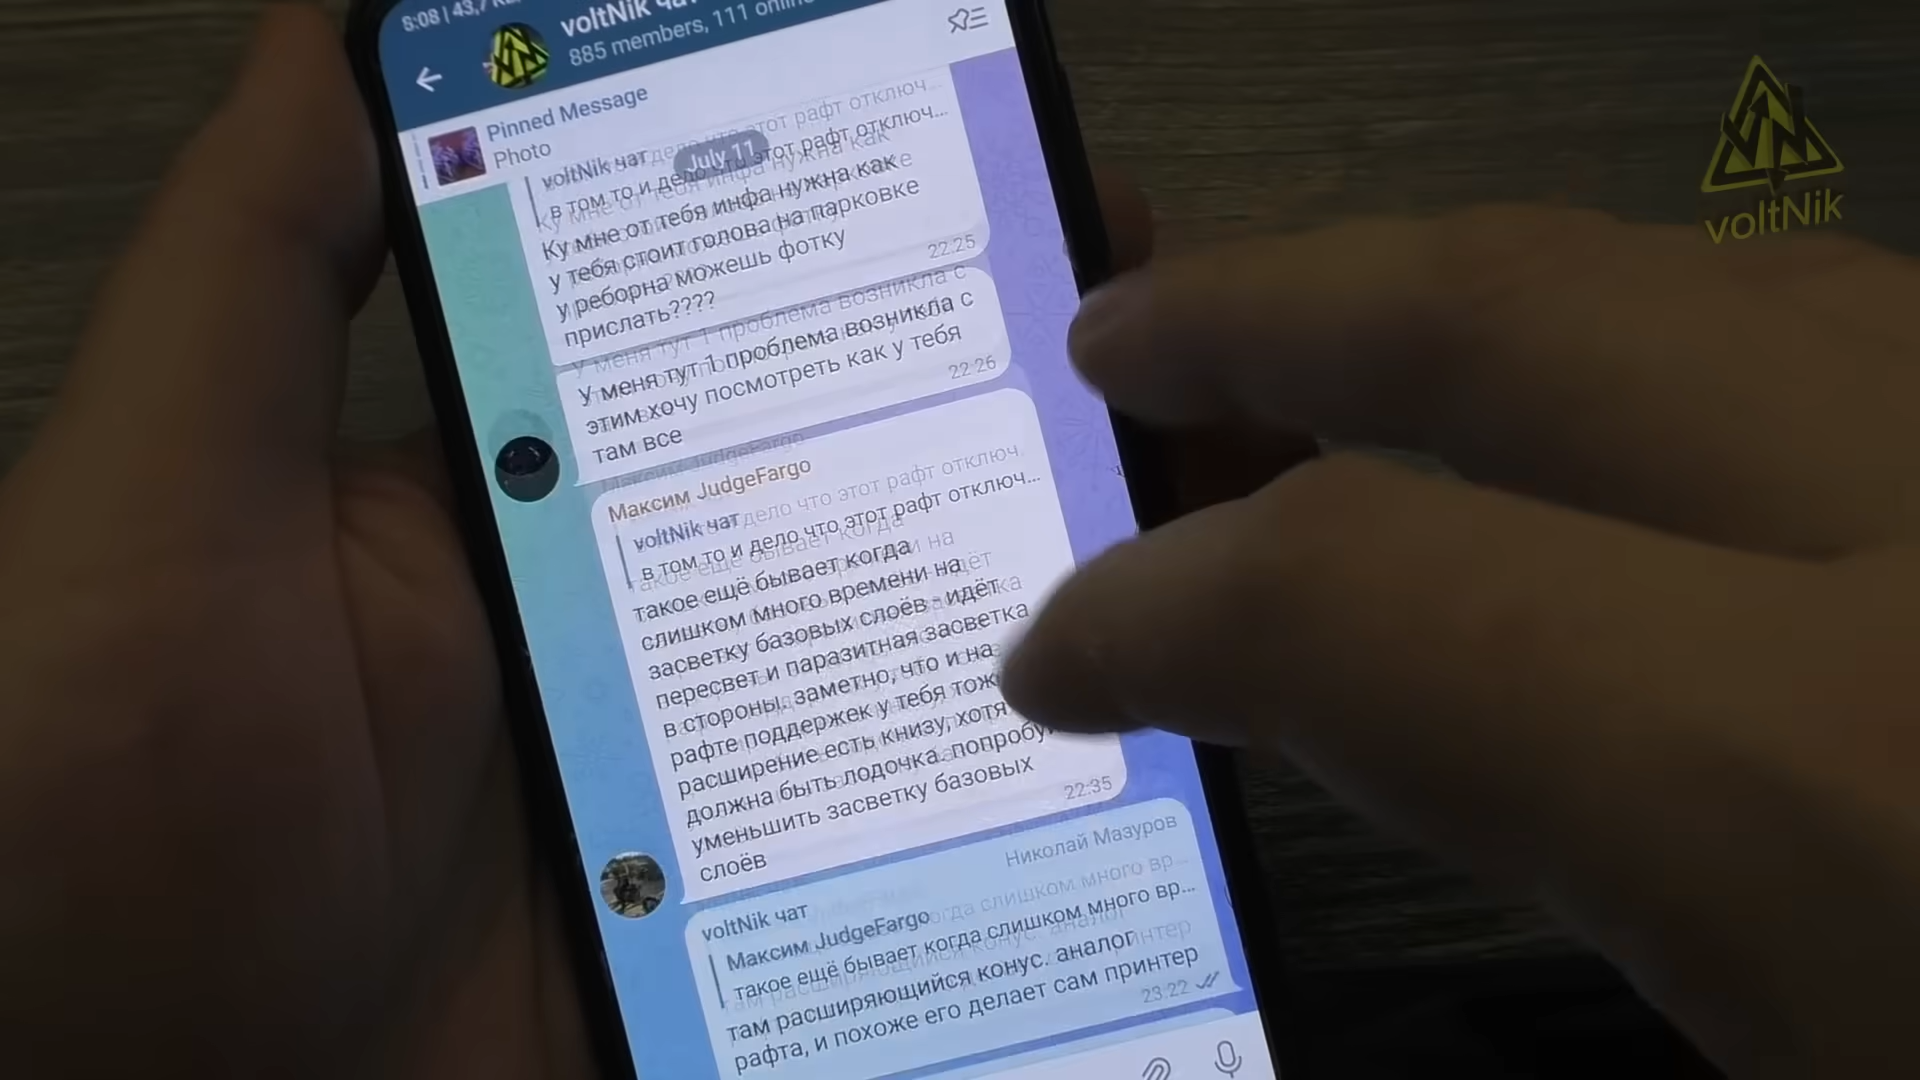 8:08 | 43,7
voltNik чат
885 members, 111 online
Pinned Message
Photo
July 11
voltNik чат
в том то и дело что этот рафт отключ...
Ку мне от тебя инфа нужна как
у тебя стоит голова на парковке
у реборна можешь фотку
прислать????
22:25
У меня тут 1 проблема возникла с
этим хочу посмотреть как у тебя
там все
22:26
Максим JudgeFargo
voltNik чат
в том то и дело что этот рафт отключ...
такое ещё бывает когда
слишком много времени на
засветку базовых слоёв - идёт
пересвет и паразитная засветка
в стороны. заметно, что и на
рафте поддержек у тебя тож
расширение есть книзу, хотя
должна быть лодочка. попробу
уменьшить засветку базовых
слоёв
22:35
Николай Мазуров
voltNik чат
Максим JudgeFargo
такое ещё бывает когда слишком много вр...
там расширяющийся конус. аналог
рафта, и похоже его делает сам принтер
23:22
voltNik